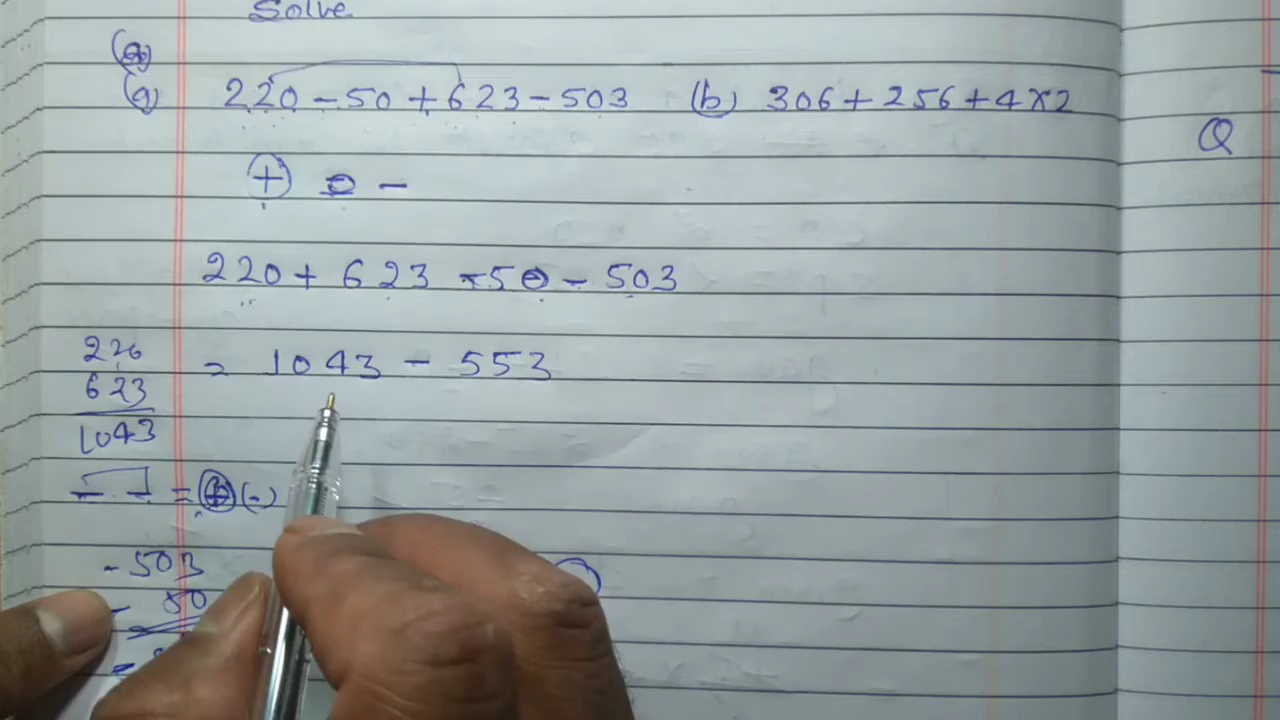 Solve
(a)
(a) 220 - 50 + 623 - 503 (b) 306 + 256 + 4 × 2
Q
+ -
220 + 623 - 50 - 503
220
623
1043
= 1043 - 553
- - = + (-)
- 503
- 50
-